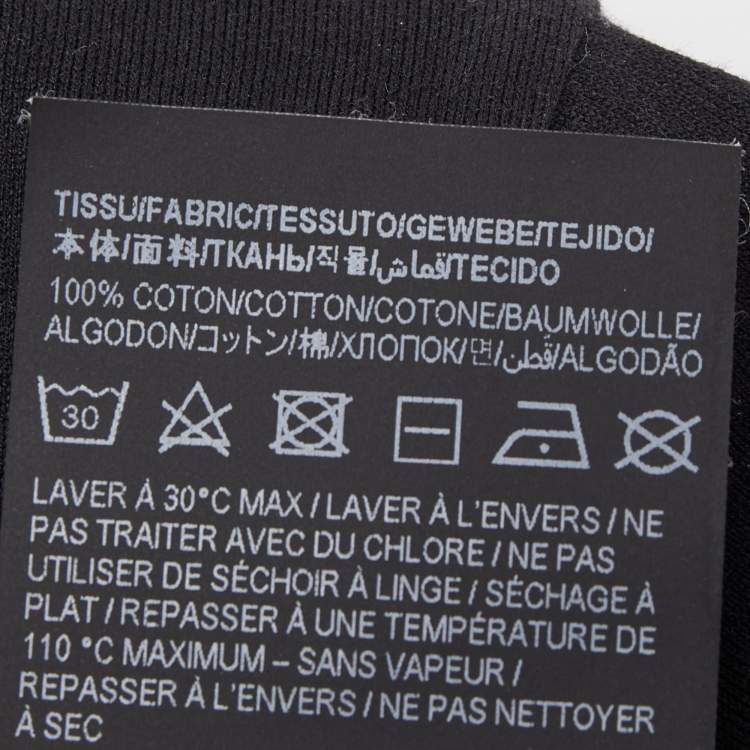 TISSU/FABRIC/TESSUTO/GEWEBE/TEJIDO/
本体/面料/ТКАНЬ/직물/قماش/TECIDO
100% COTON/COTTON/COTONE/BAUMWOLLE/
ALGODON/コットン/棉/ХЛОПОК/면/قطن/ALGODÃO
30
LAVER À 30°C MAX / LAVER À L'ENVERS / NE
PAS TRAITER AVEC DU CHLORE / NE PAS
UTILISER DE SÉCHOIR À LINGE / SÉCHAGE À
PLAT / REPASSER À UNE TEMPÉRATURE DE
110 °C MAXIMUM – SANS VAPEUR /
REPASSER À L'ENVERS / NE PAS NETTOYER
À SEC